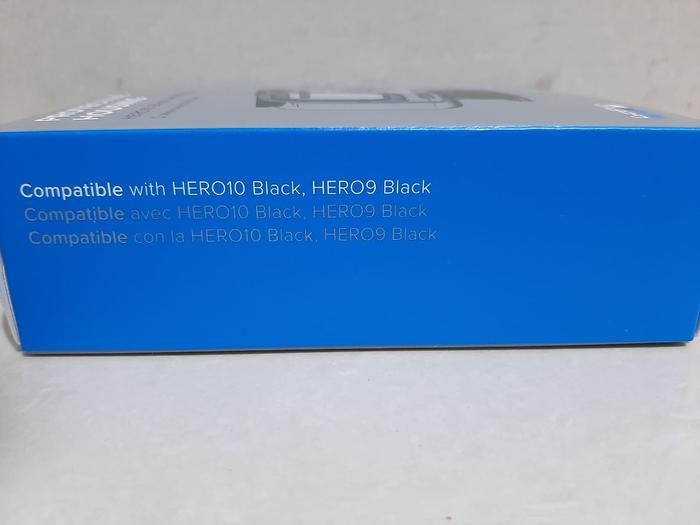 Compatible with HERO10 Black, HERO9 Black
Compatible avec HERO10 Black, HERO9 Black
Compatible con la HERO10 Black, HERO9 Black